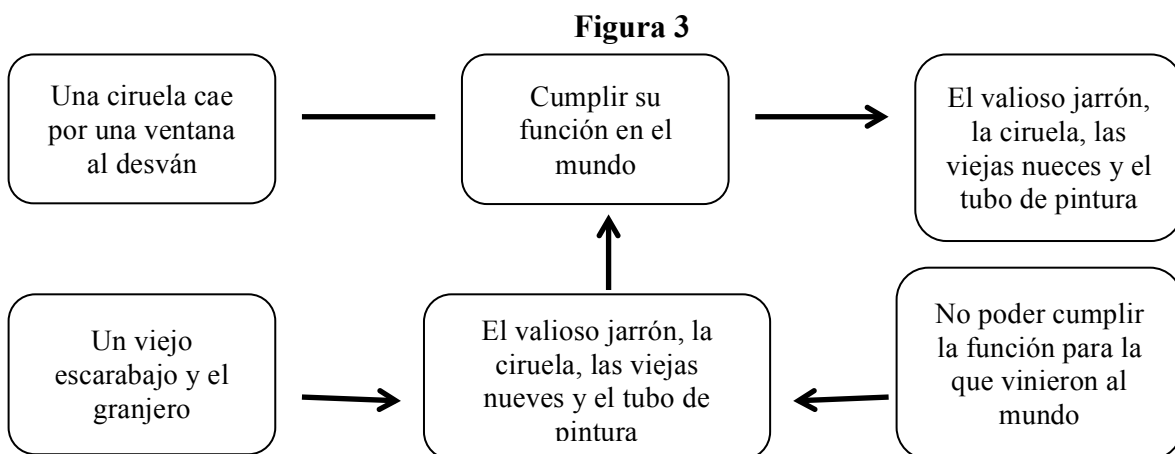 Figura 3
Una ciruela cae
por una ventana
al desván
Cumplir su
función en el
mundo
El valioso jarrón,
la ciruela, las
viejas nueces y el
tubo de pintura
Un viejo
escarabajo y el
granjero
El valioso jarrón, la
ciruela, las viejas
nueves y el tubo de
pintura
No poder cumplir
la función para la
que vinieron al
mundo